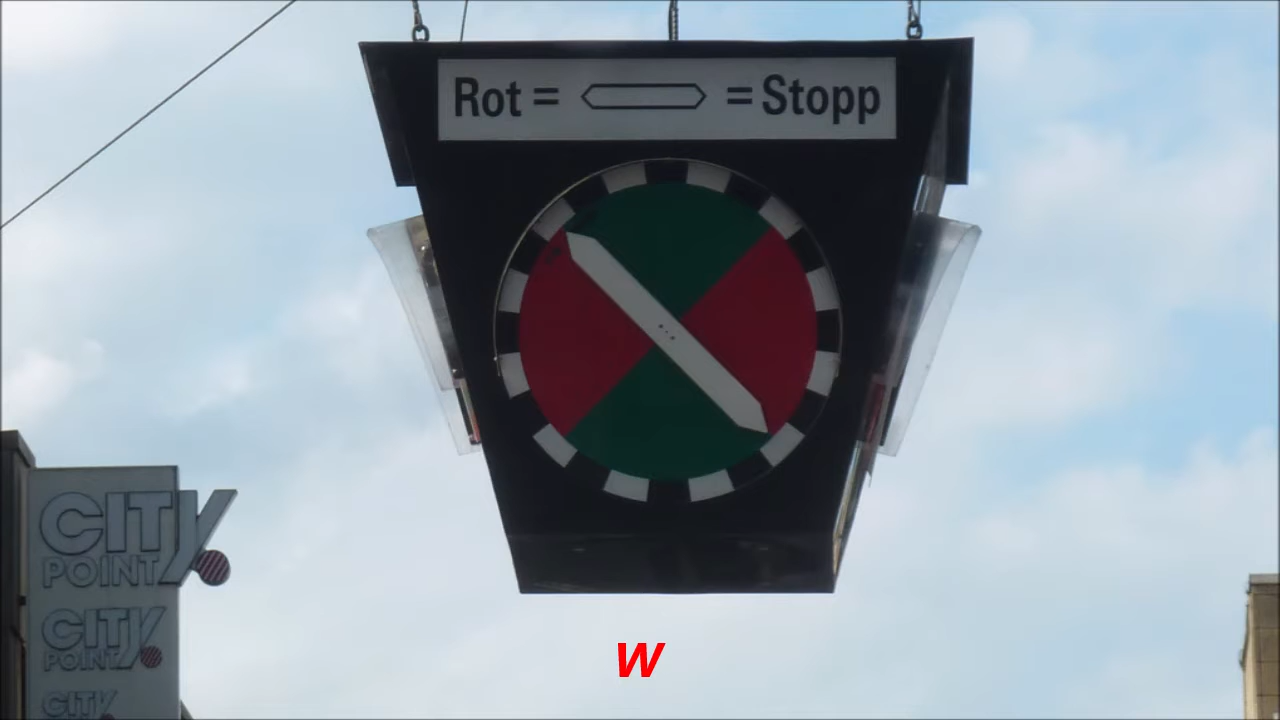 Rot = = Stopp
CITY
POINT
CITY
POINT
CITY
W